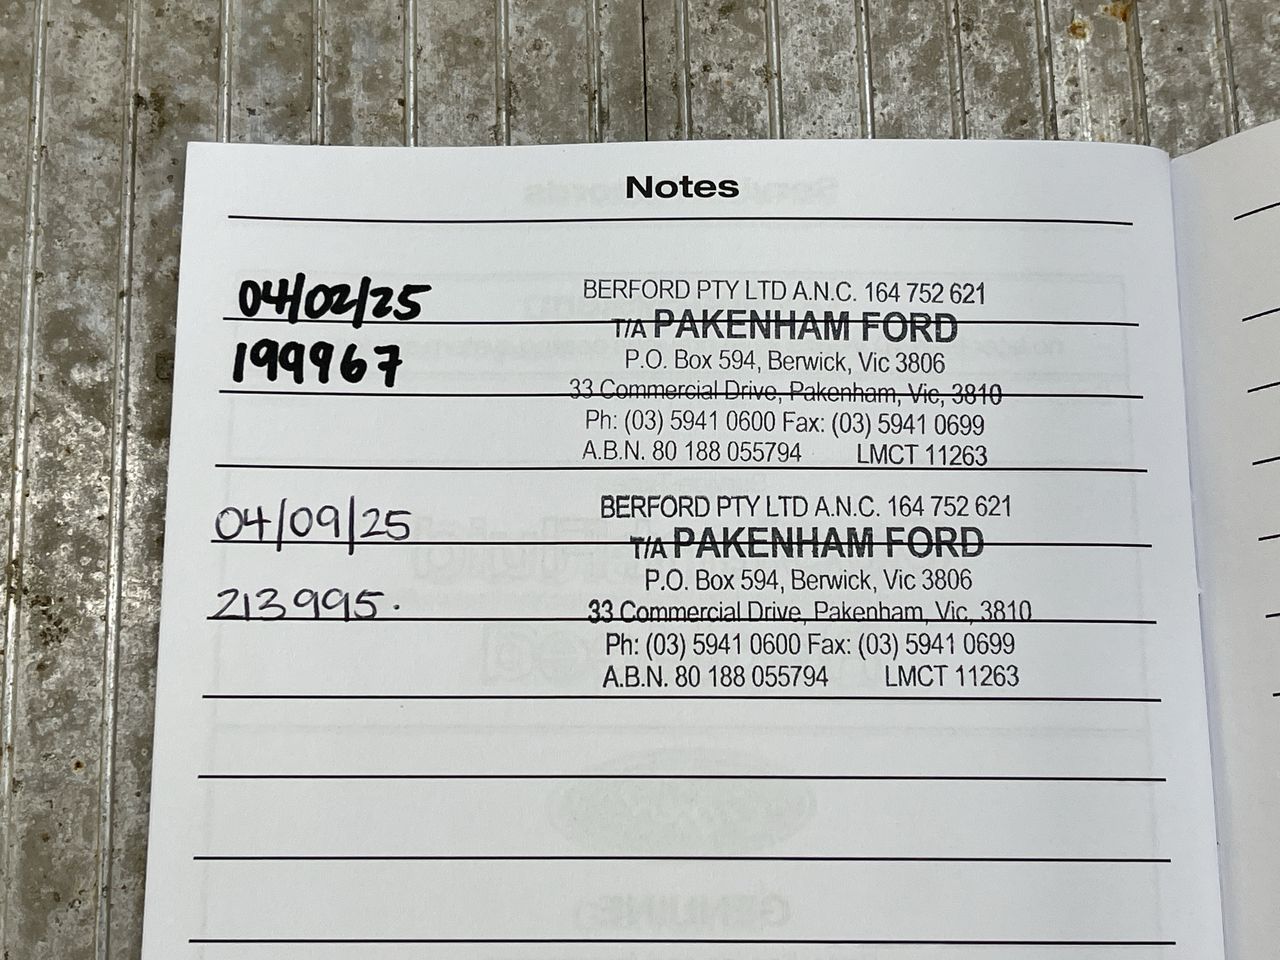 Notes
04/02/25
199967
BERFORD PTY LTD A.N.C. 164 752 621
T/A PAKENHAM FORD
P.O. Box 594, Berwick, Vic 3806
33 Commercial Drive, Pakenham, Vic, 3810
Ph: (03) 5941 0600 Fax: (03) 5941 0699
A.B.N. 80 188 055794 LMCT 11263
04/09/25
213995.
BERFORD PTY LTD A.N.C. 164 752 621
T/A PAKENHAM FORD
P.O. Box 594, Berwick, Vic 3806
33 Commercial Drive, Pakenham, Vic, 3810
Ph: (03) 5941 0600 Fax: (03) 5941 0699
A.B.N. 80 188 055794 LMCT 11263